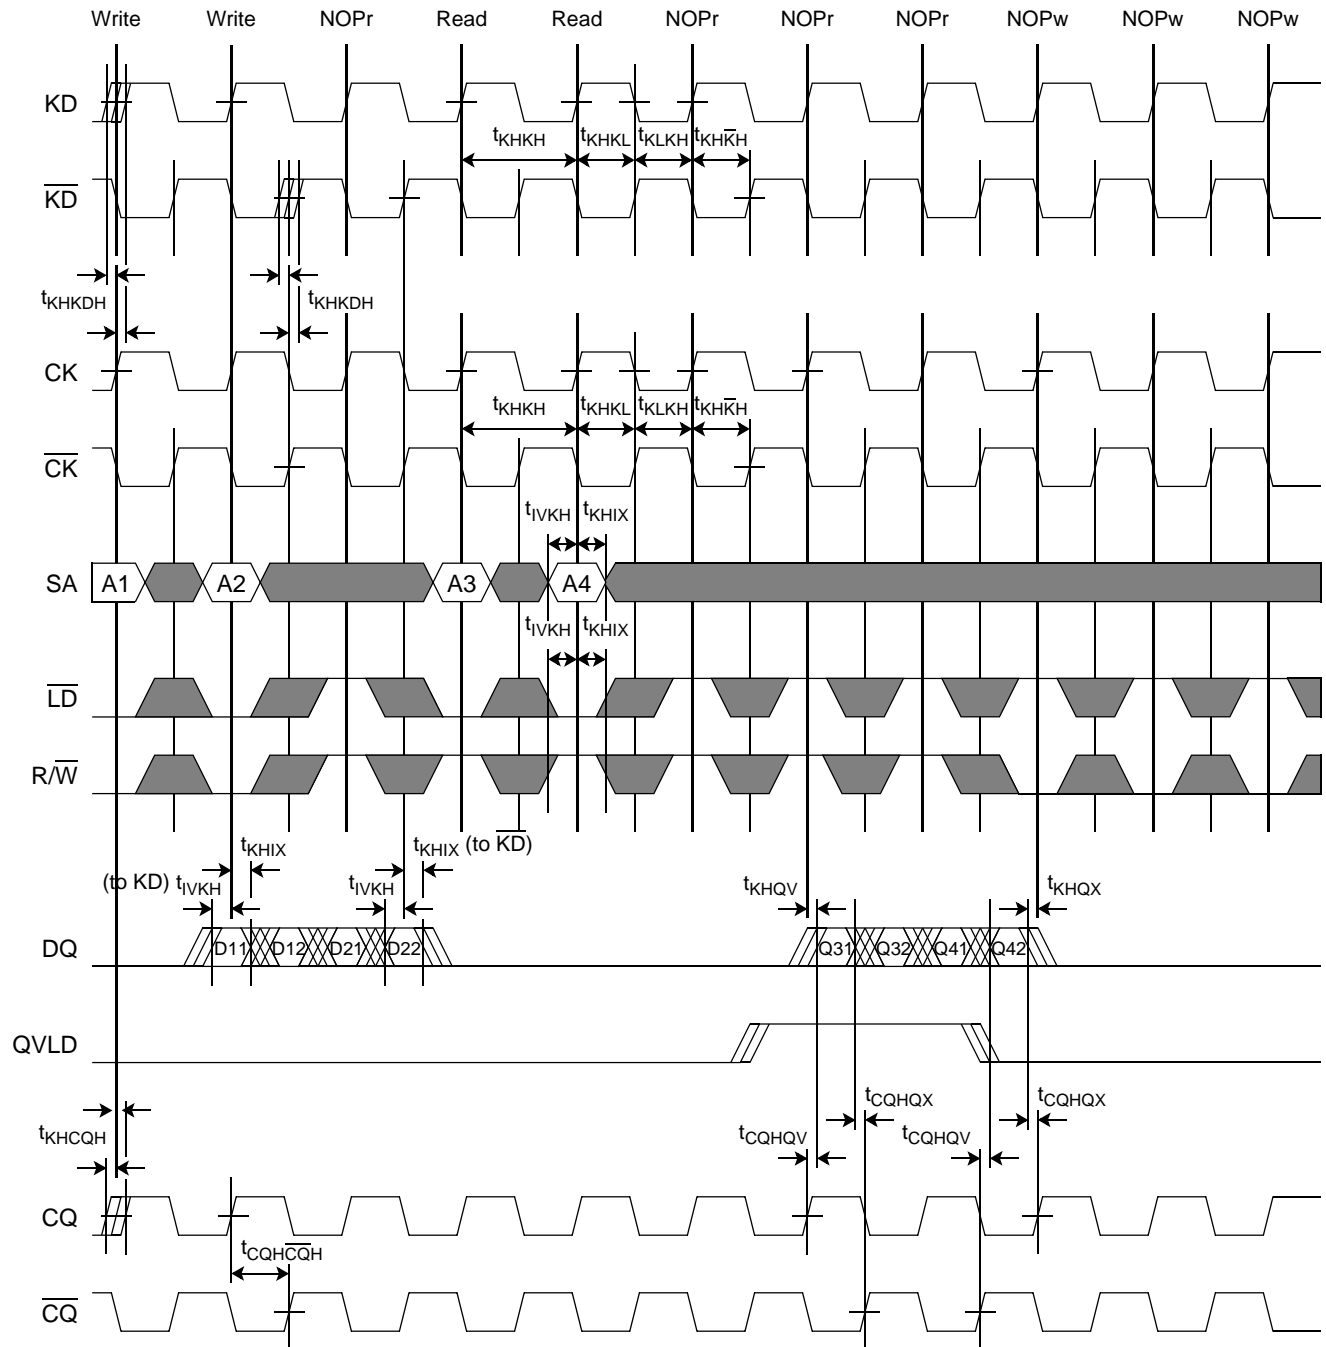 Write Write NOPr Read Read NOPr NOPr NOPr NOPw NOPw NOPw
KD
tKHKH tKHKL tKLKH tKHK̅H
K̅D̅
tKHKDH tKHKDH
CK
tKHKH tKHKL tKLKH tKHK̅H
C̅K̅
tIVKH tKHIX
SA A1 A2 A3 A4
tIVKH tKHIX
L̅D̅
R/W̅
tKHIX tKHIX (to K̅D̅)
(to KD) tIVKH tIVKH tKHQV tKHQX
DQ D11 D12 D21 D22 Q31 Q32 Q41 Q42
QVLD
tCQHQX tCQHQX
tKHCQH tCQHQV tCQHQV
CQ
tCQHC̅Q̅H
C̅Q̅